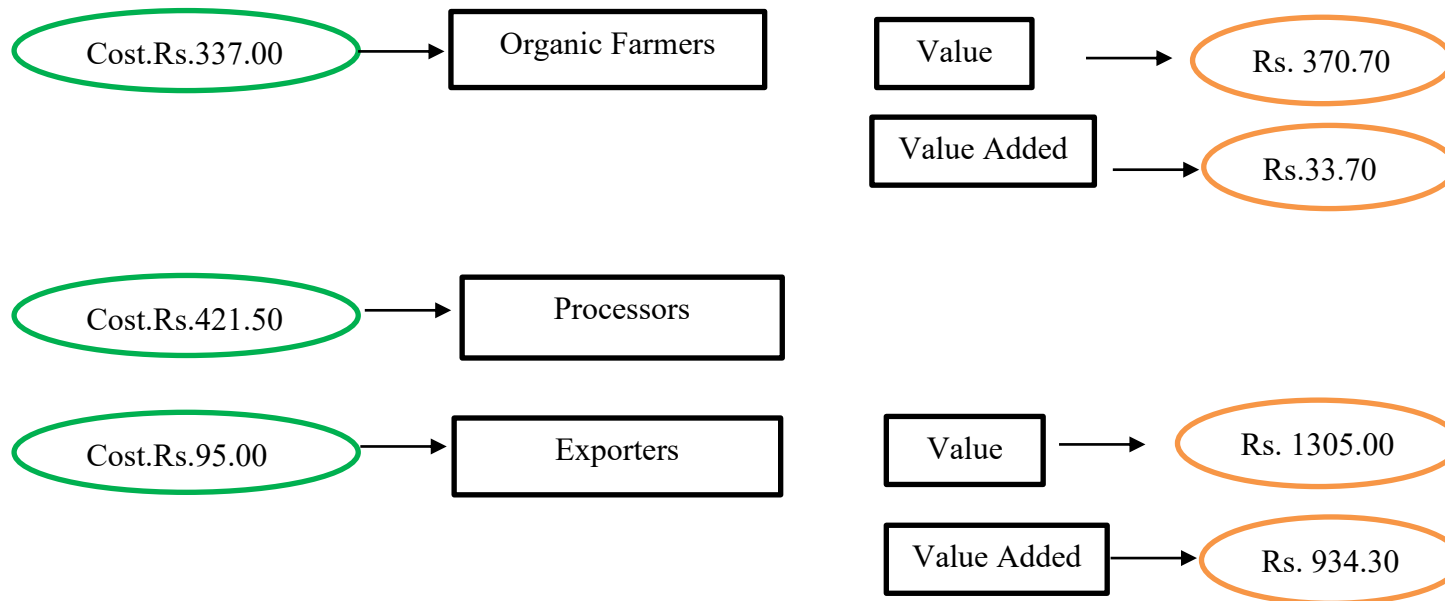 Cost.Rs.337.00
Organic Farmers
Value
Rs. 370.70
Value Added
Rs.33.70
Cost.Rs.421.50
Processors
Cost.Rs.95.00
Exporters
Value
Rs. 1305.00
Value Added
Rs. 934.30